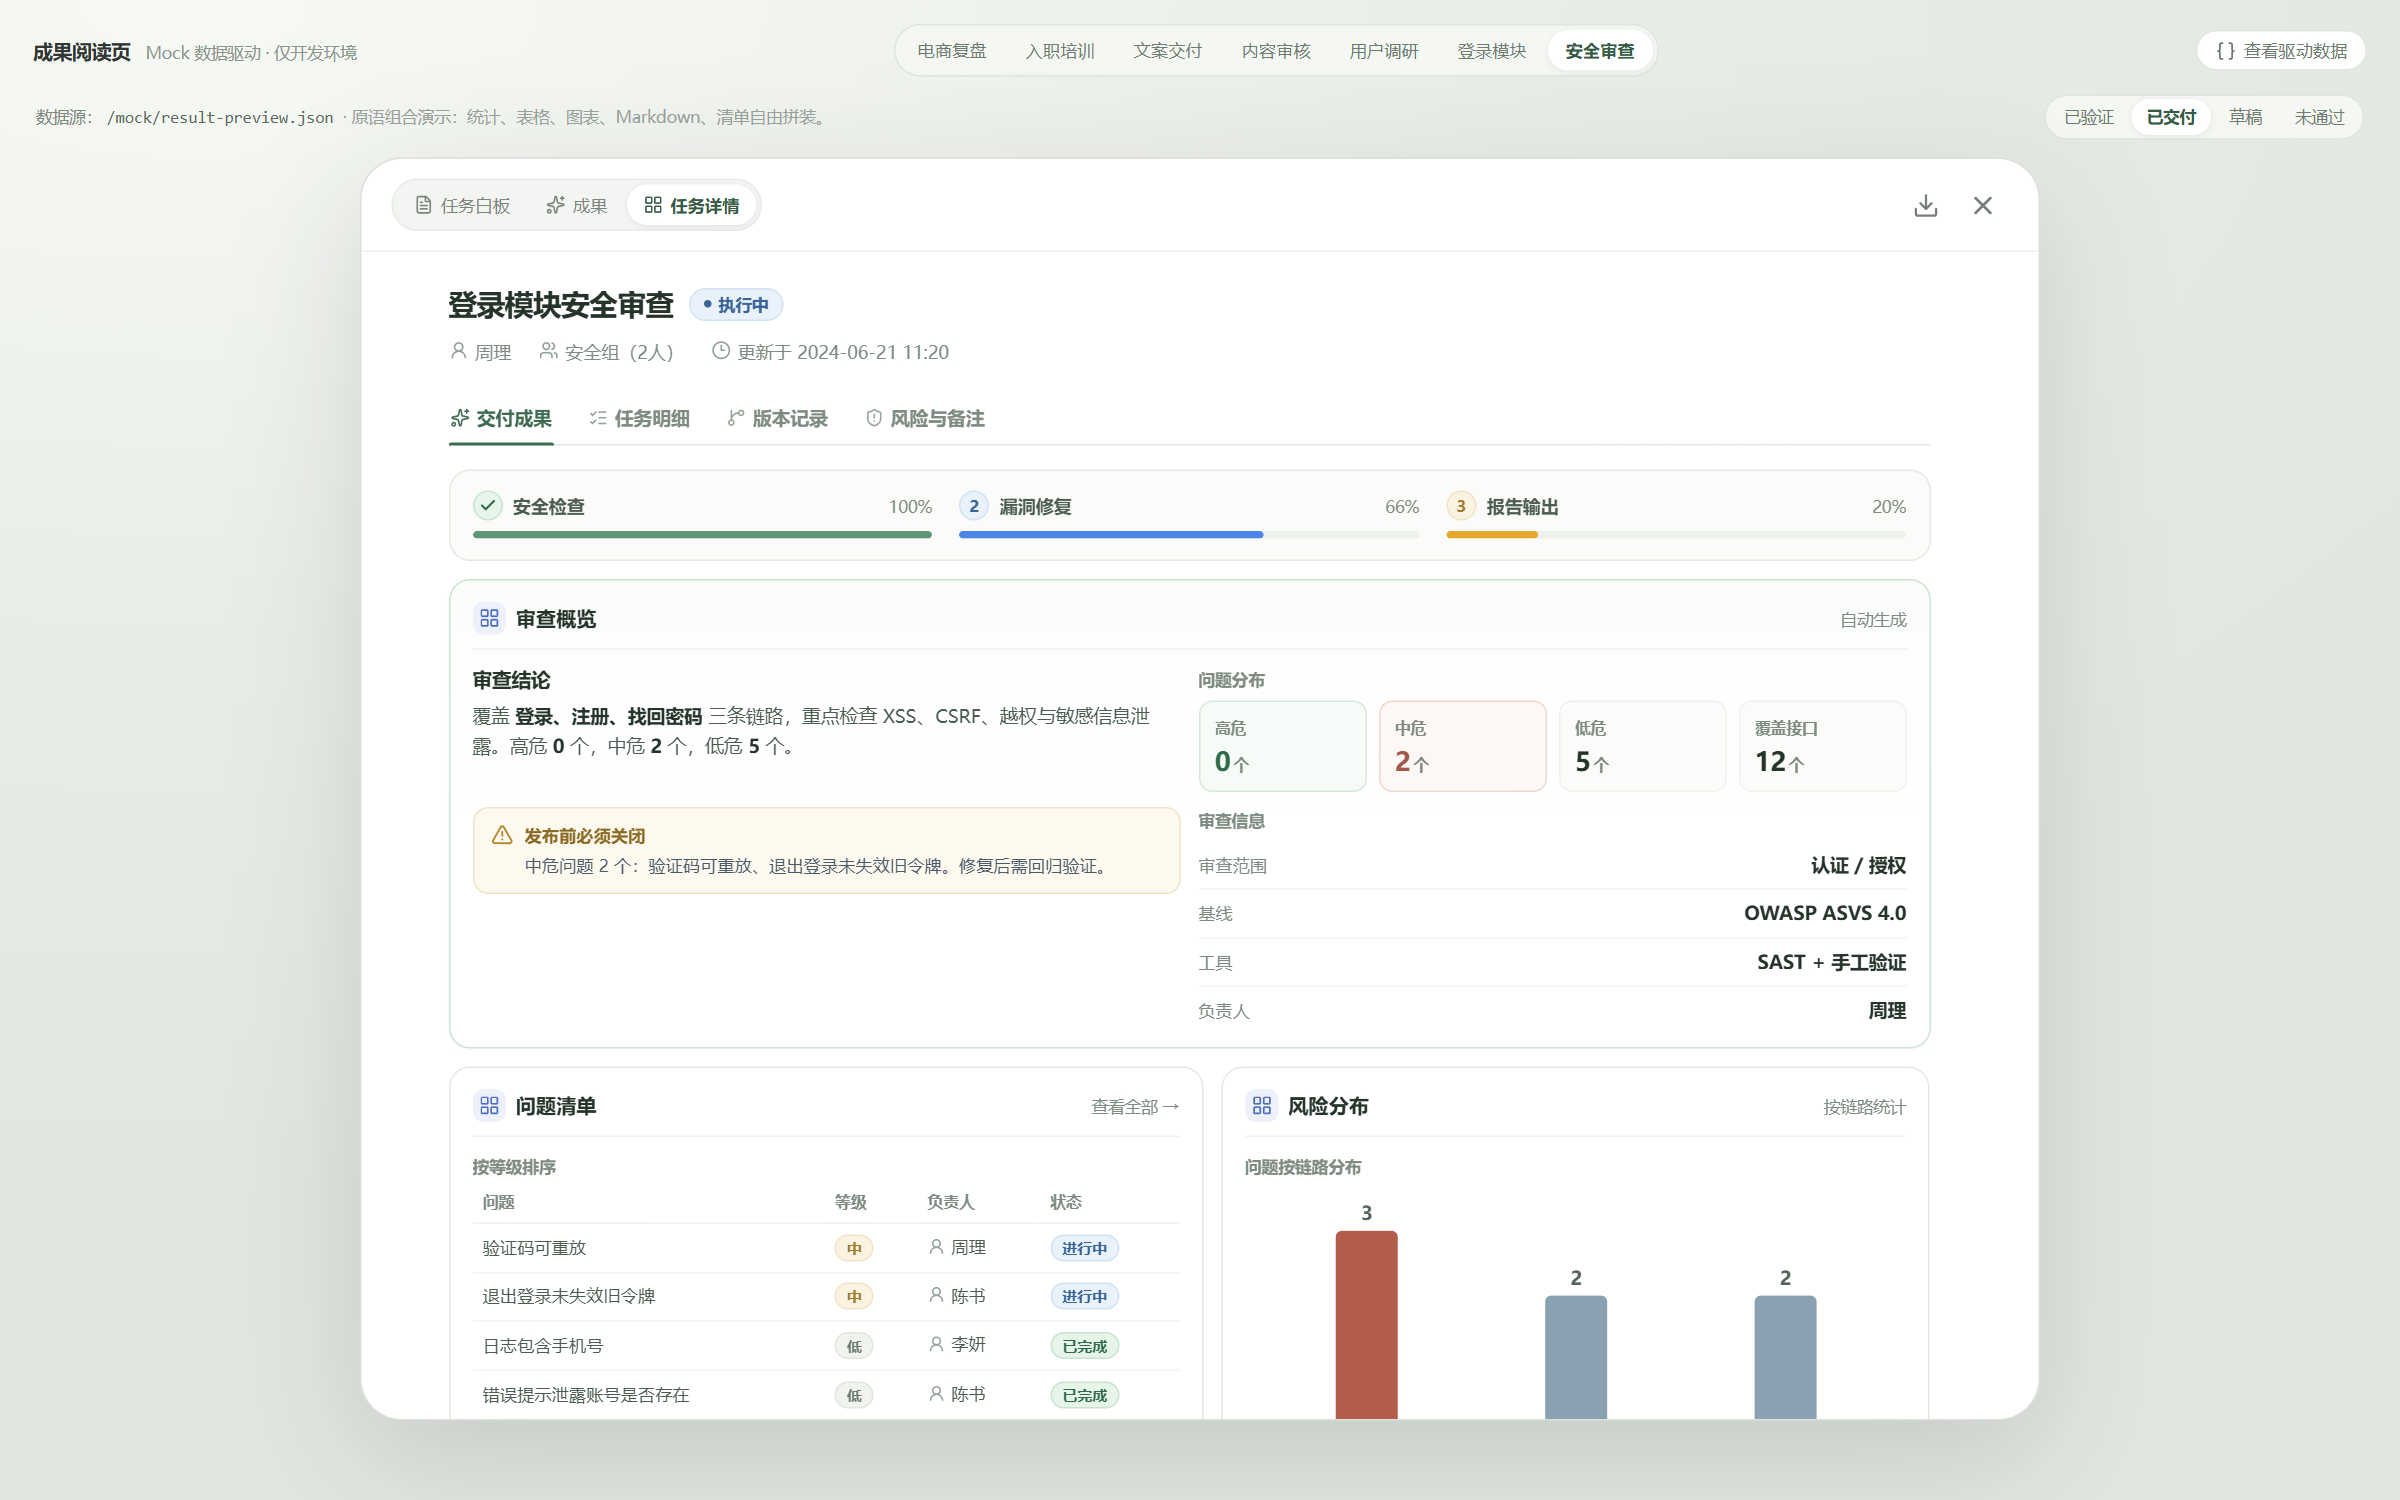 成果阅读页 Mock 数据驱动 · 仅开发环境
电商复盘 入职培训 文案交付 内容审核 用户调研 登录模块 安全审查
{ } 查看驱动数据
数据源： /mock/result-preview.json · 原语组合演示：统计、表格、图表、Markdown、清单自由拼装。
已验证 已交付 草稿 未通过
任务白板 成果 任务详情
登录模块安全审查 执行中
周理 安全组（2人） 更新于 2024-06-21 11:20
交付成果 任务明细 版本记录 风险与备注
安全检查 100% 2 漏洞修复 66% 3 报告输出 20%
审查概览 自动生成
审查结论
覆盖 登录、注册、找回密码 三条链路，重点检查 XSS、CSRF、越权与敏感信息泄
露。高危 0 个，中危 2 个，低危 5 个。
发布前必须关闭
中危问题 2 个：验证码可重放、退出登录未失效旧令牌。修复后需回归验证。
问题分布
高危 中危 低危 覆盖接口
0个 2个 5个 12个
审查信息
审查范围 认证 / 授权
基线 OWASP ASVS 4.0
工具 SAST + 手工验证
负责人 周理
问题清单 查看全部 →
按等级排序
问题 等级 负责人 状态
验证码可重放 中 周理 进行中
退出登录未失效旧令牌 中 陈书 进行中
日志包含手机号 低 李妍 已完成
错误提示泄露账号是否存在 低 陈书 已完成
风险分布 按链路统计
问题按链路分布
3
2 2